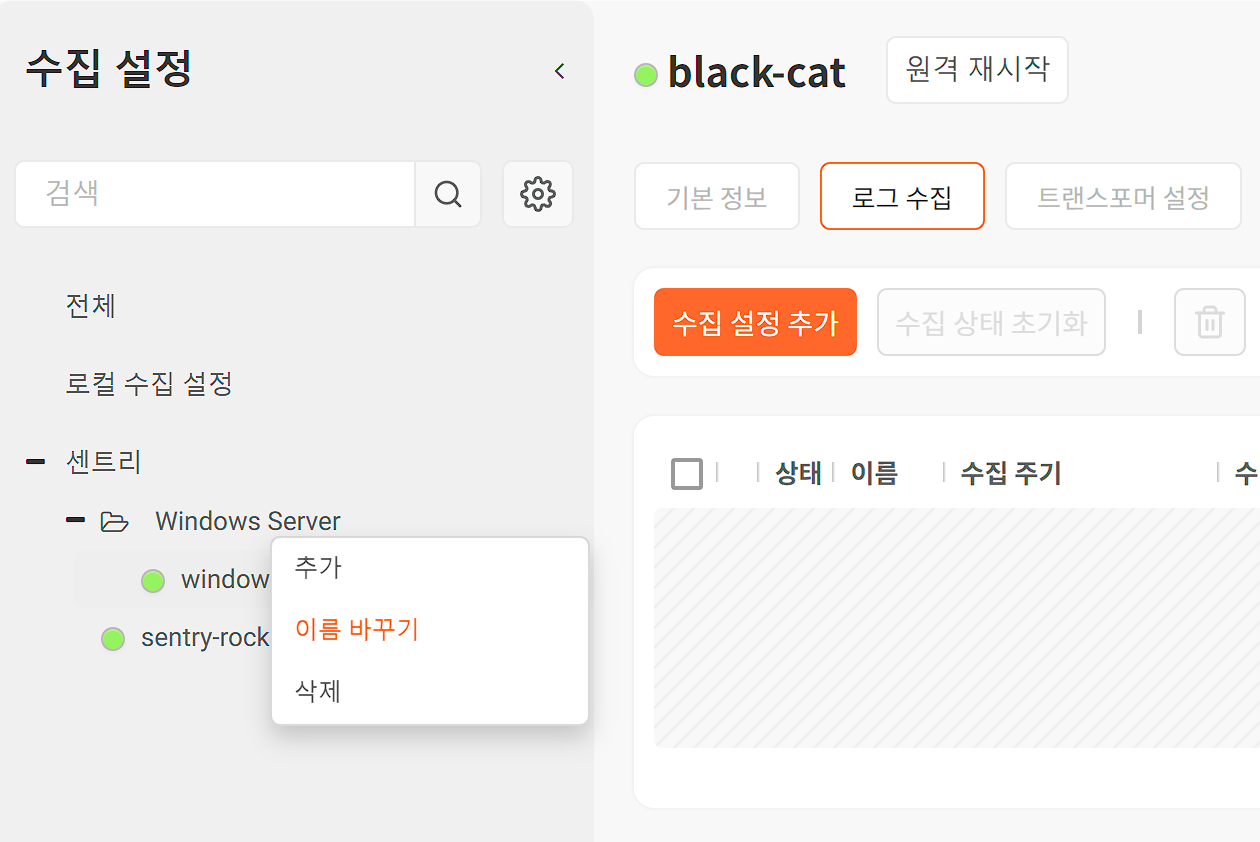 수집 설정
검색
전체
로컬 수집 설정
센트리
Windows Server
window
sentry-rock
추가
이름 바꾸기
삭제
black-cat
원격 재시작
기본 정보
로그 수집
트랜스포머 설정
수집 설정 추가
수집 상태 초기화
상태
이름
수집 주기
수